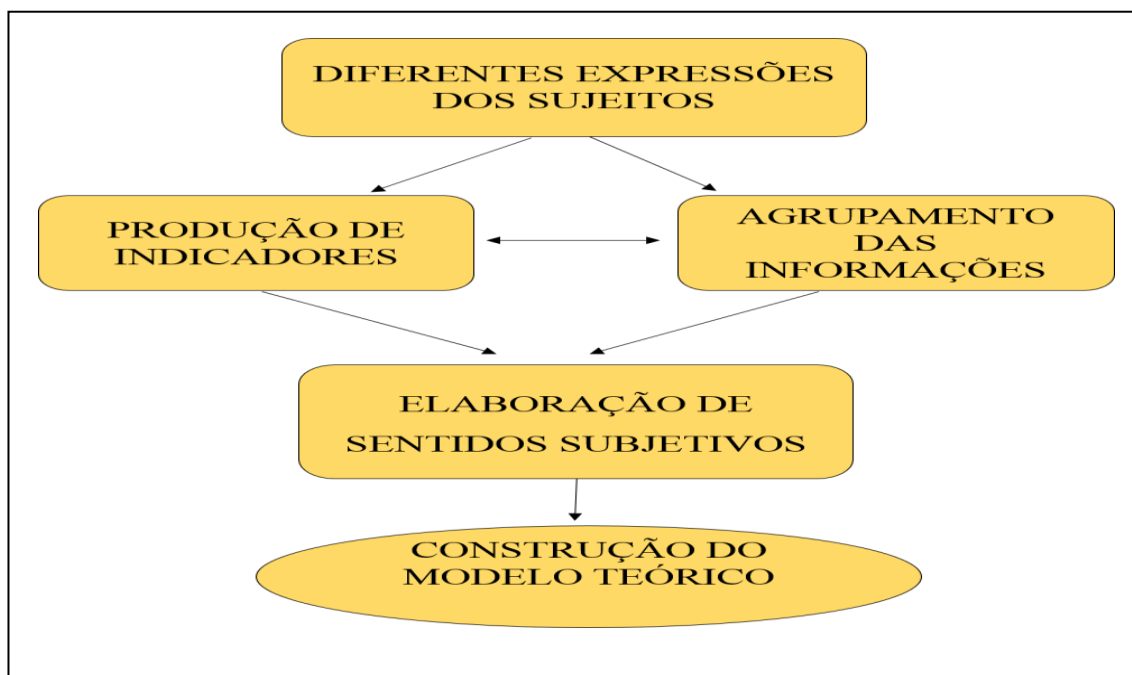 DIFERENTES EXPRESSÕES
DOS SUJEITOS
PRODUÇÃO DE
INDICADORES
AGRUPAMENTO
DAS
INFORMAÇÕES
ELABORAÇÃO DE
SENTIDOS SUBJETIVOS
CONSTRUÇÃO DO
MODELO TEÓRICO